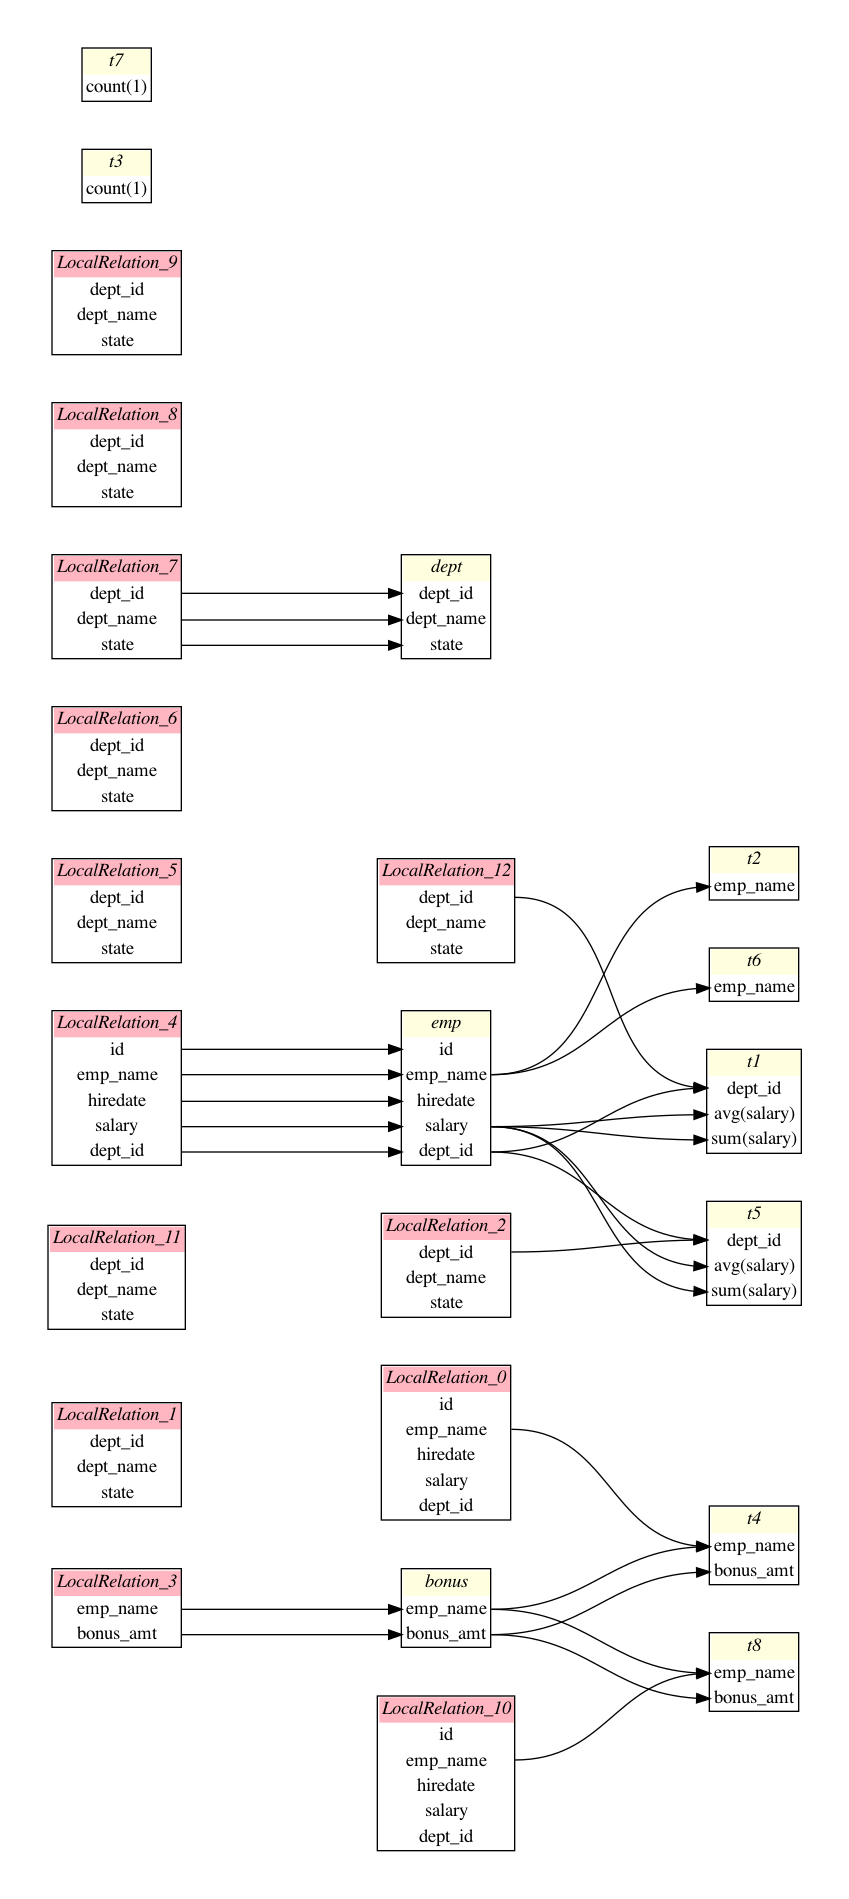 t7
count(1)
t3
count(1)
LocalRelation_9
dept_id
dept_name
state
LocalRelation_8
dept_id
dept_name
state
LocalRelation_7
dept_id
dept_name
state
dept
dept_id
dept_name
state
LocalRelation_6
dept_id
dept_name
state
LocalRelation_5
dept_id
dept_name
state
LocalRelation_12
dept_id
dept_name
state
t2
emp_name
t6
emp_name
LocalRelation_4
id
emp_name
hiredate
salary
dept_id
emp
id
emp_name
hiredate
salary
dept_id
t1
dept_id
avg(salary)
sum(salary)
LocalRelation_11
dept_id
dept_name
state
LocalRelation_2
dept_id
dept_name
state
t5
dept_id
avg(salary)
sum(salary)
LocalRelation_1
dept_id
dept_name
state
LocalRelation_0
id
emp_name
hiredate
salary
dept_id
t4
emp_name
bonus_amt
LocalRelation_3
emp_name
bonus_amt
bonus
emp_name
bonus_amt
t8
emp_name
bonus_amt
LocalRelation_10
id
emp_name
hiredate
salary
dept_id